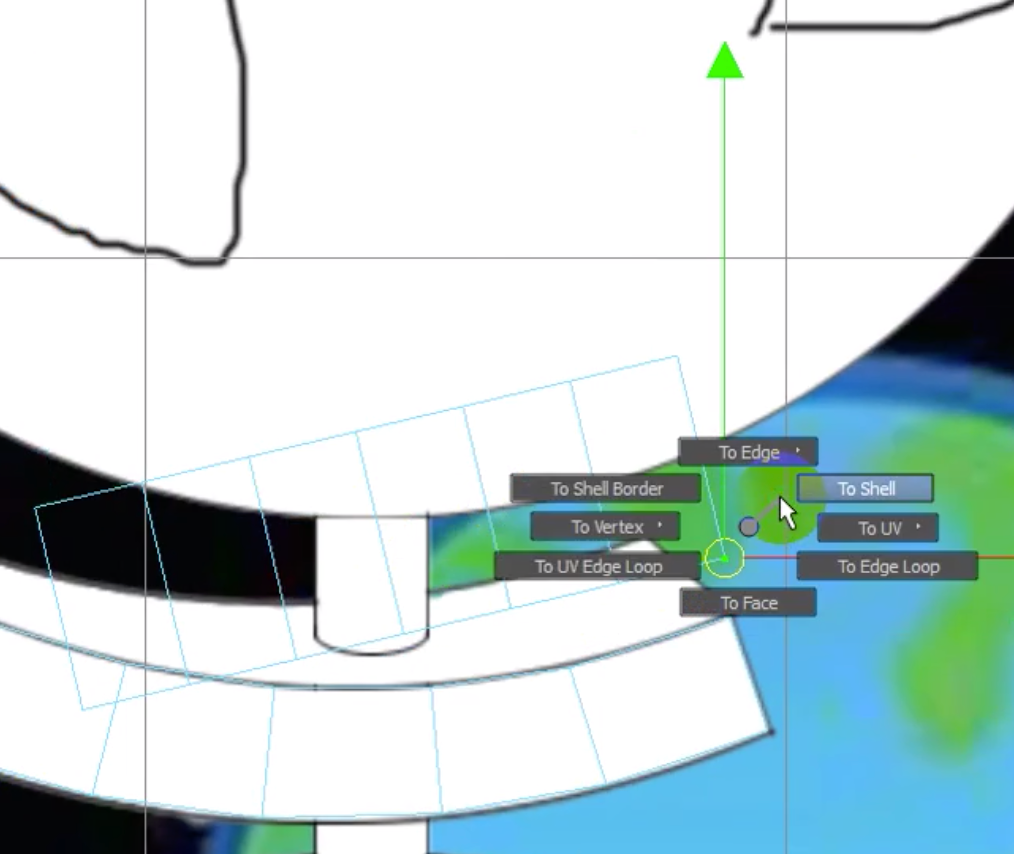 To Edge
To Shell Border
To Shell
To Vertex
To UV
To UV Edge Loop
To Edge Loop
To Face